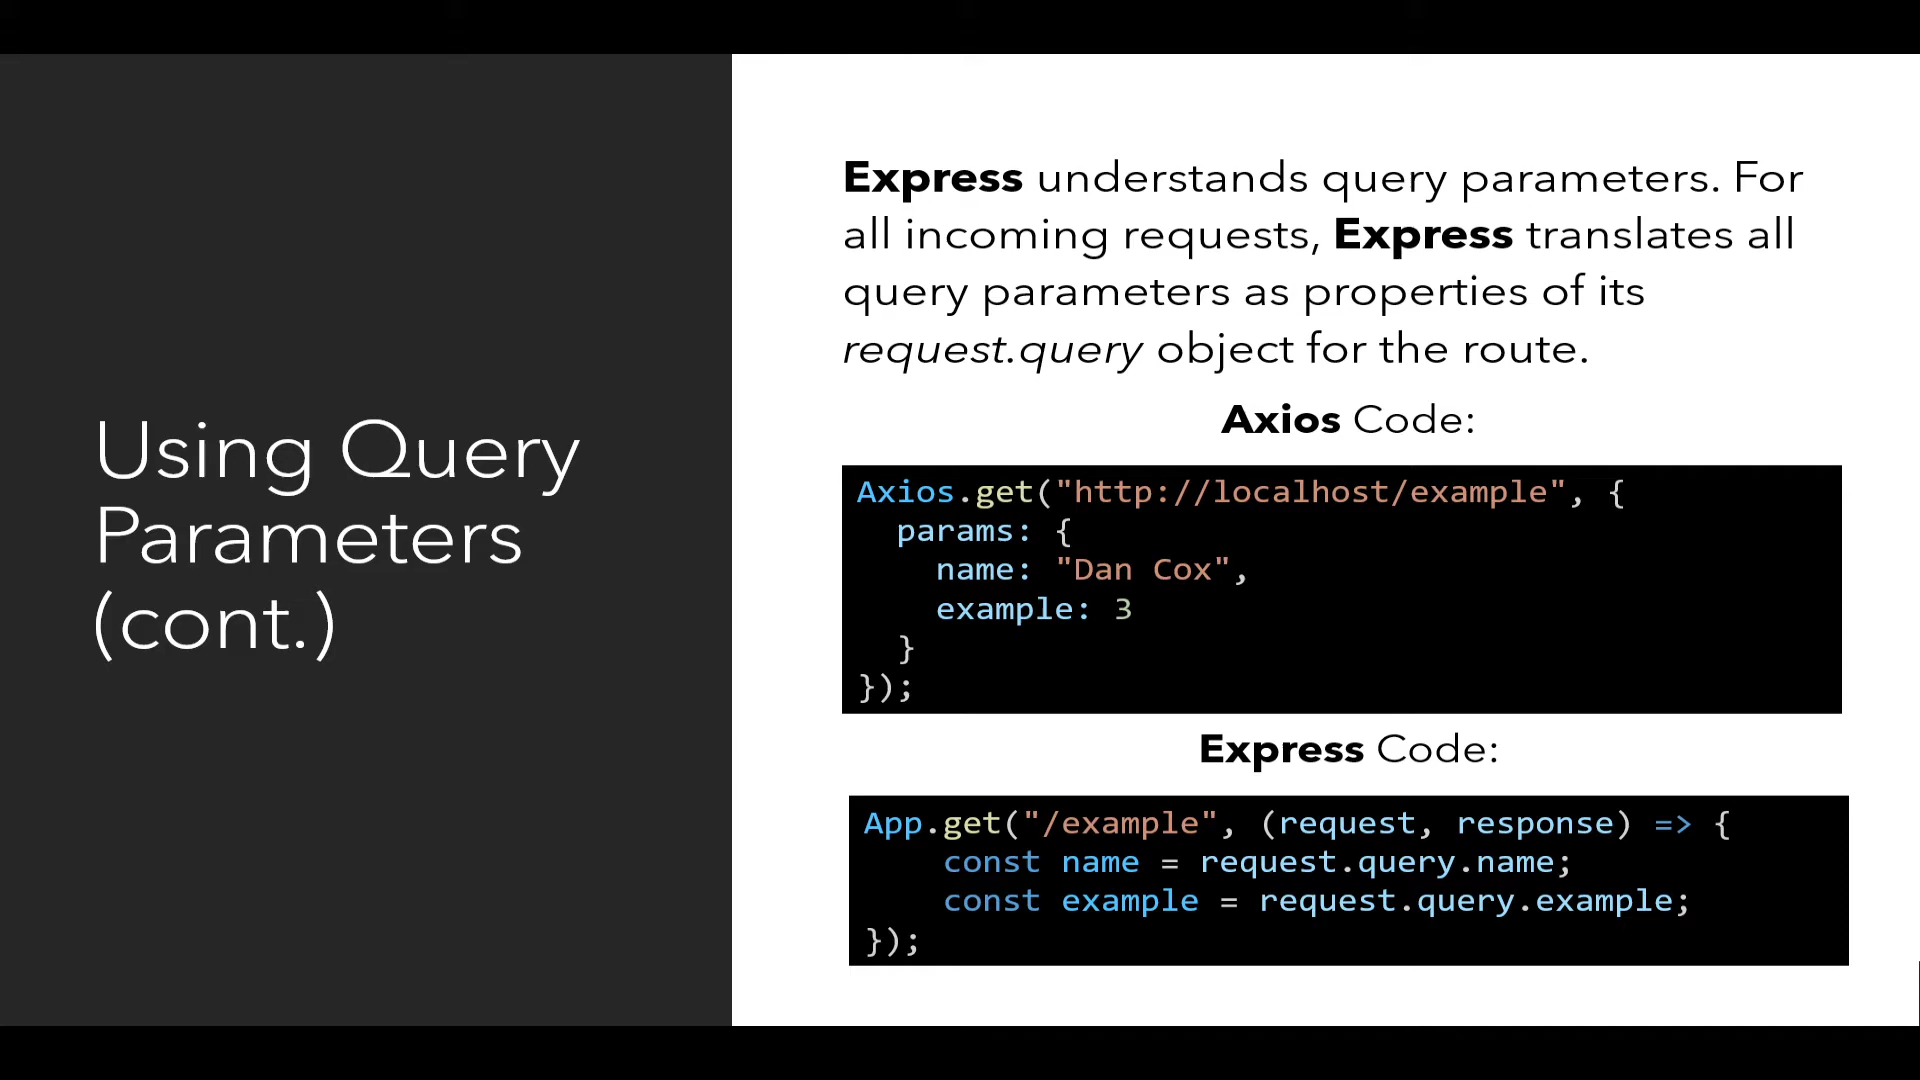 Using Query
Parameters
(cont.)
Express understands query parameters. For
all incoming requests, Express translates all
query parameters as properties of its
request.query object for the route.
Axios Code:
Axios.get("http://localhost/example", {
  params: {
    name: "Dan Cox",
    example: 3
  }
});
Express Code:
App.get("/example", (request, response) => {
    const name = request.query.name;
    const example = request.query.example;
});